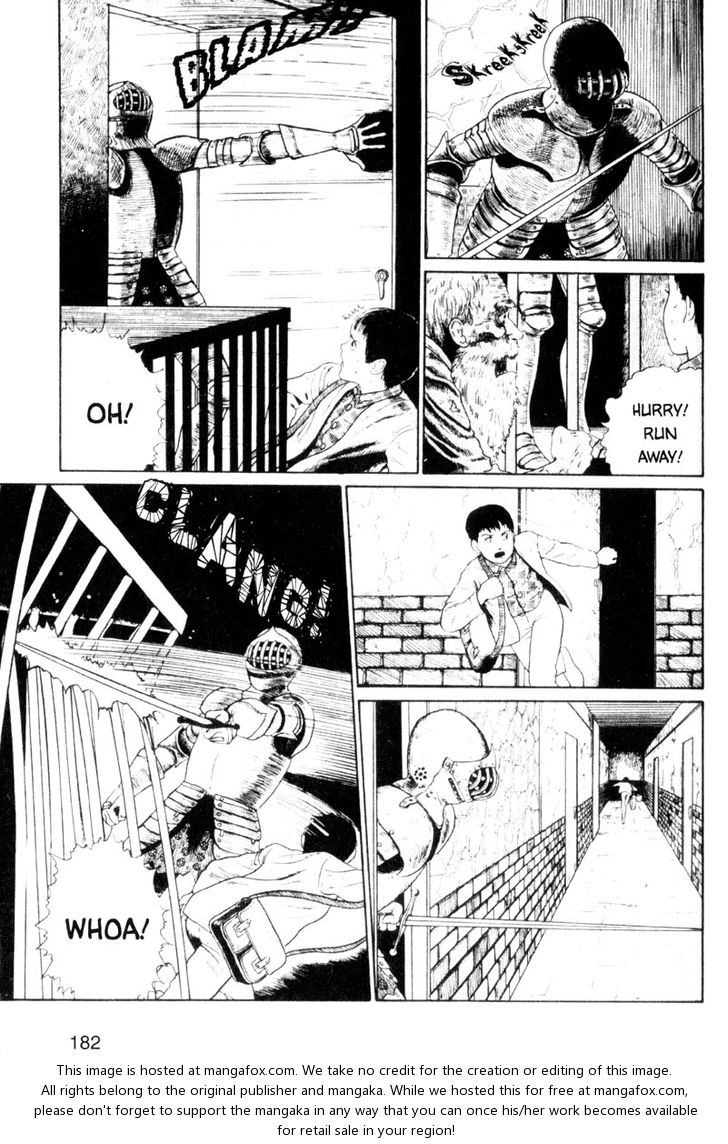 SKreeK SKreeK
BLAM!!
HURRY!
RUN
AWAY!
OH!
CLANG!
WHOA!
182
This image is hosted at mangafox.com. We take no credit for the creation or editing of this image.
All rights belong to the original publisher and mangaka. While we hosted this for free at mangafox.com,
please don't forget to support the mangaka in any way that you can once his/her work becomes available
for retail sale in your region!